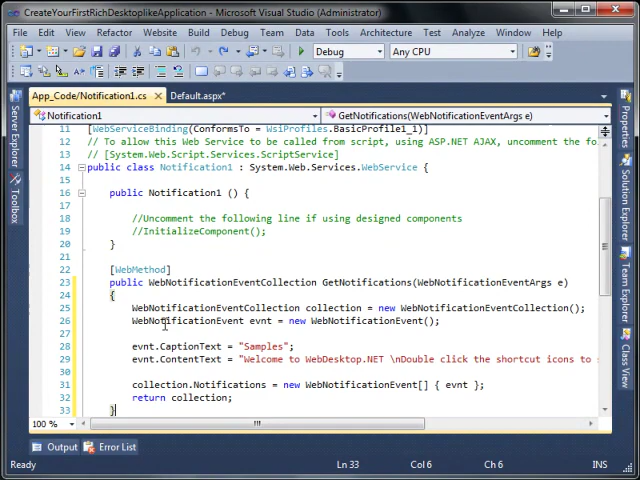 CreateYourFirstRichDesktoplikeApplication - Microsoft Visual Studio (Administrator)
File Edit View Refactor Website Build Debug Team Data Tools Architecture Test Analyze Window Help
Debug Any CPU
App_Code/Notification1.cs Default.aspx*
Notification1 GetNotifications(WebNotificationEventArgs e)
11 [WebServiceBinding(ConformsTo = WsiProfiles.BasicProfile1_1)]
12 // To allow this Web Service to be called from script, using ASP.NET AJAX, uncomment the fo
13 // [System.Web.Script.Services.ScriptService]
14 public class Notification1 : System.Web.Services.WebService {
15
16 public Notification1 () {
17
18 //Uncomment the following line if using designed components
19 //InitializeComponent();
20 }
21
22 [WebMethod]
23 public WebNotificationEventCollection GetNotifications(WebNotificationEventArgs e)
24 {
25 WebNotificationEventCollection collection = new WebNotificationEventCollection();
26 WebNotificationEvent evnt = new WebNotificationEvent();
27
28 evnt.CaptionText = "Samples";
29 evnt.ContentText = "Welcome to WebDesktop.NET \nDouble click the shortcut icons to s
30
31 collection.Notifications = new WebNotificationEvent[] { evnt };
32 return collection;
33 }
100 %
Output Error List
Ready Ln 33 Col 6 Ch 6 INS
Server Explorer
Toolbox
Properties
Solution Explorer
Class View